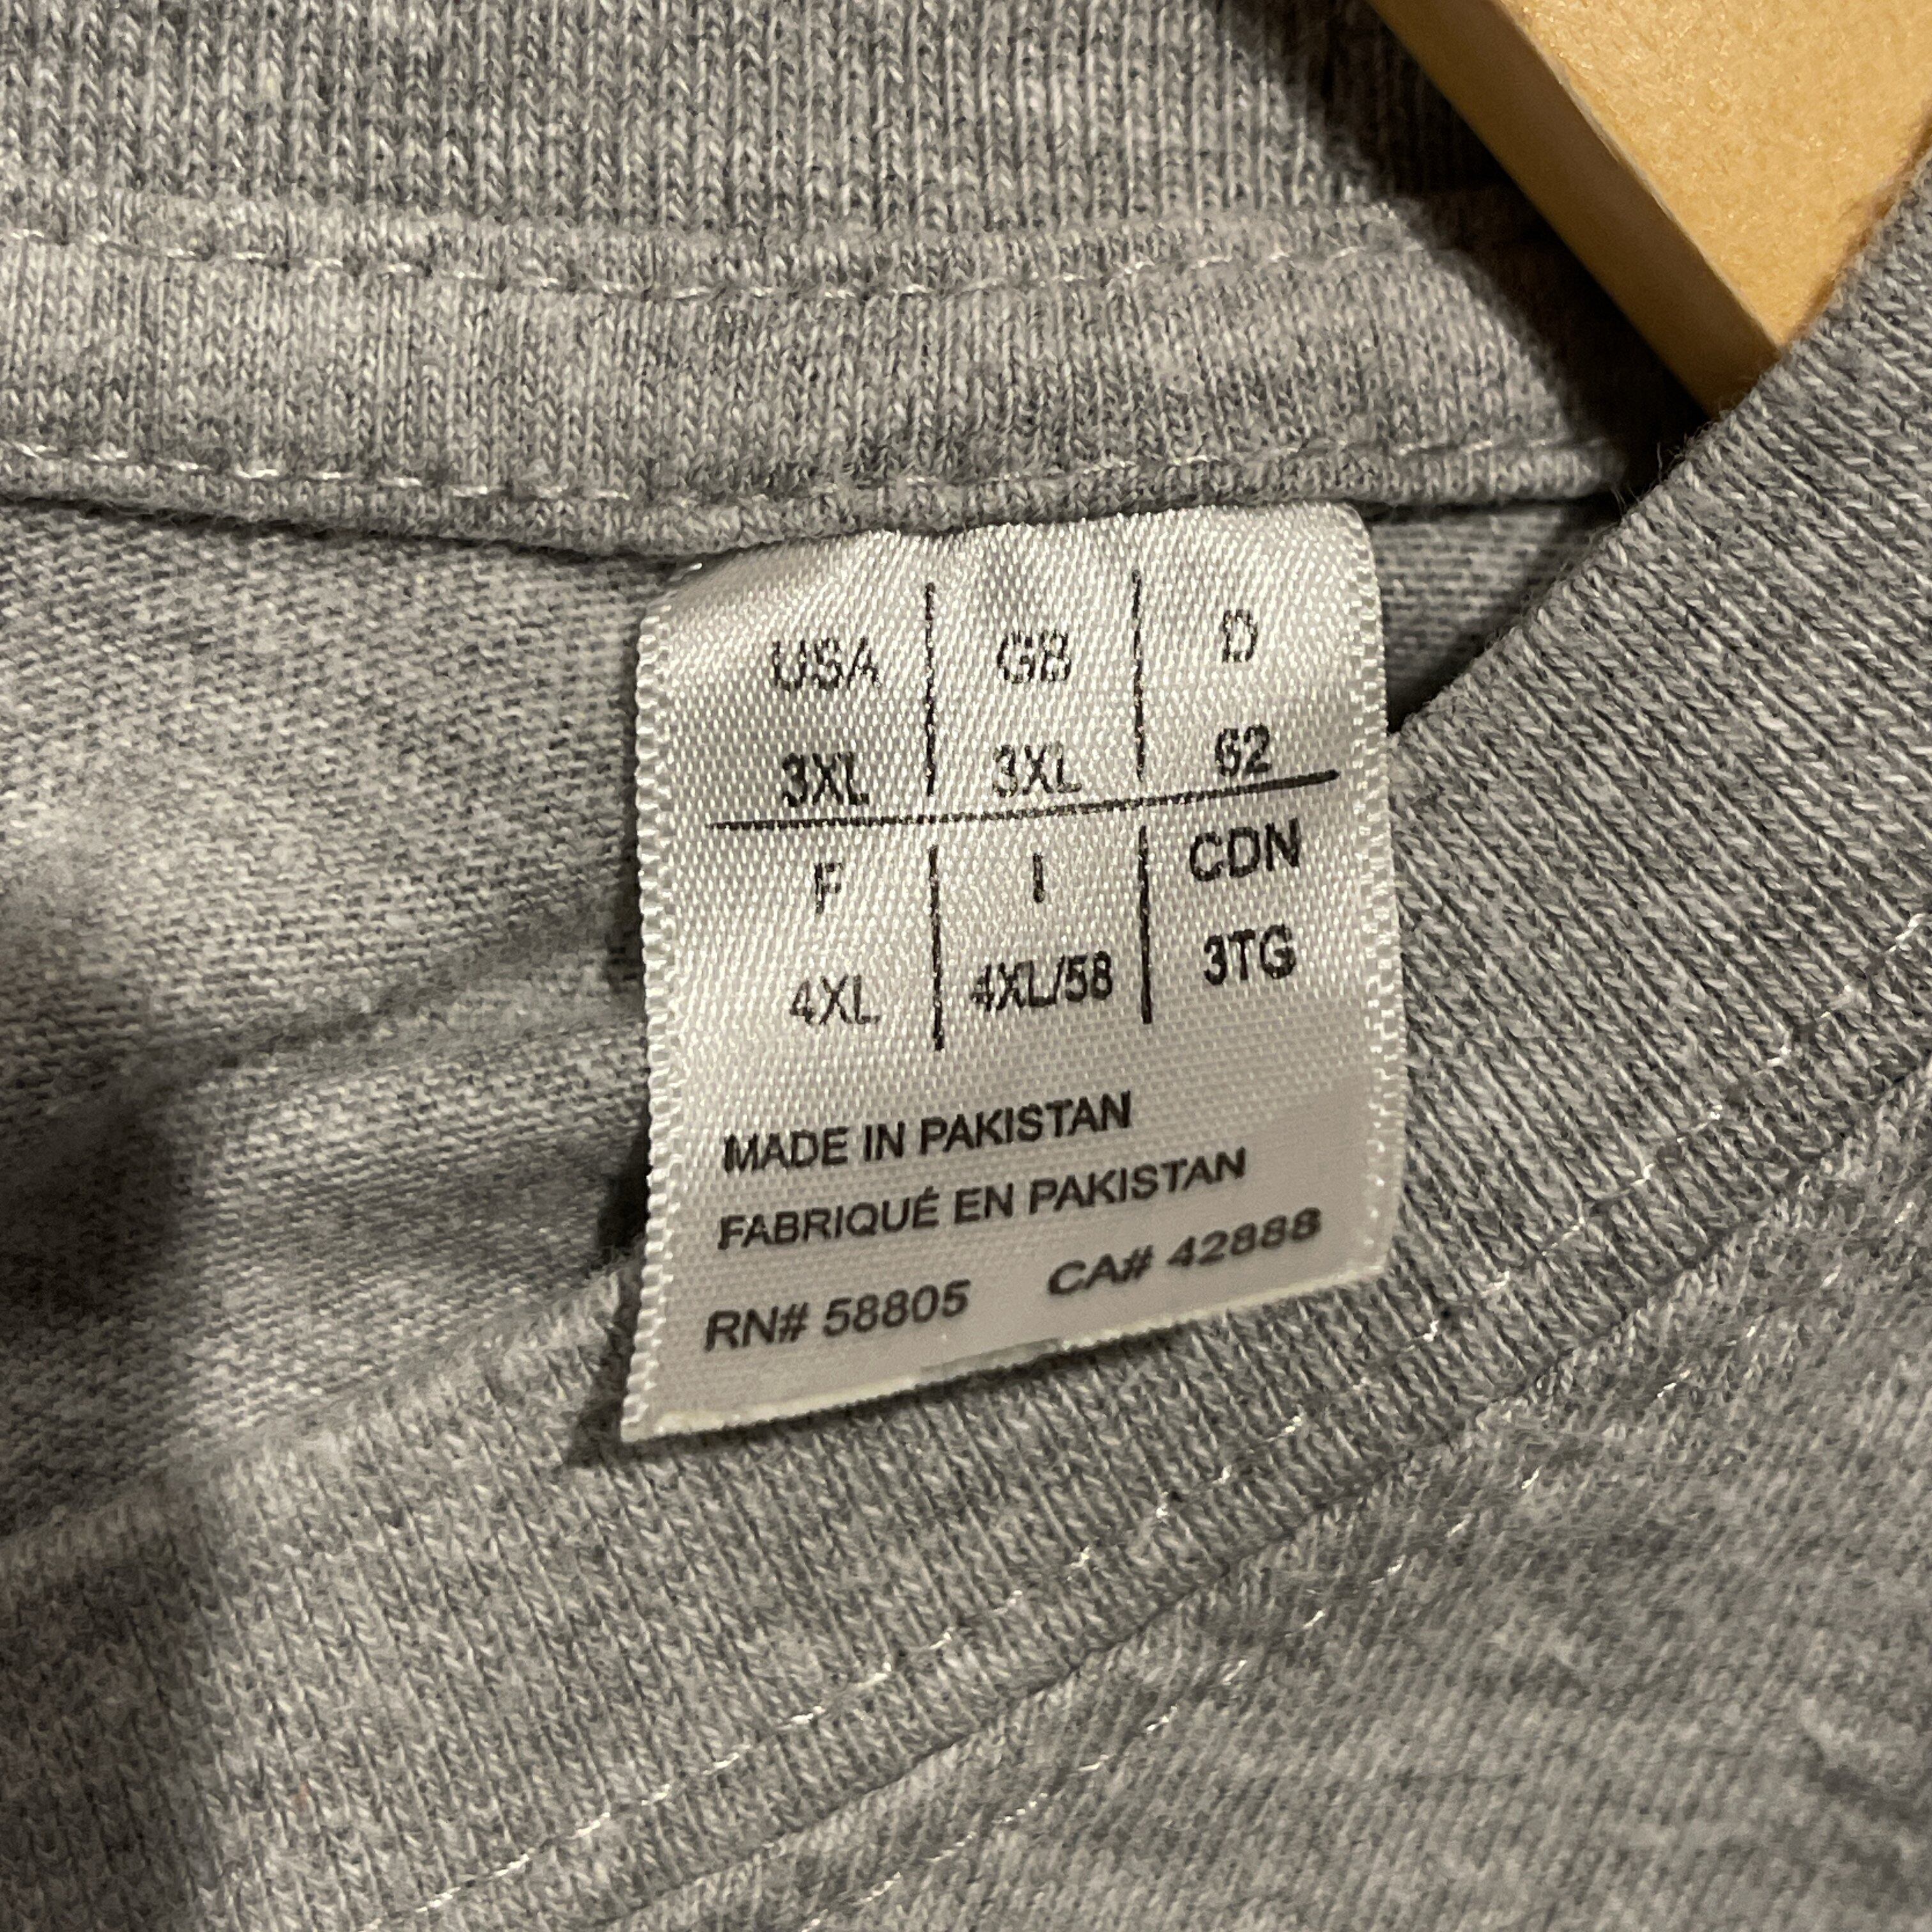 USA GB D
3XL 3XL 62
F I CDN
4XL 4XL/58 3TG
MADE IN PAKISTAN
FABRIQUÉ EN PAKISTAN
RN# 58805 CA# 42888